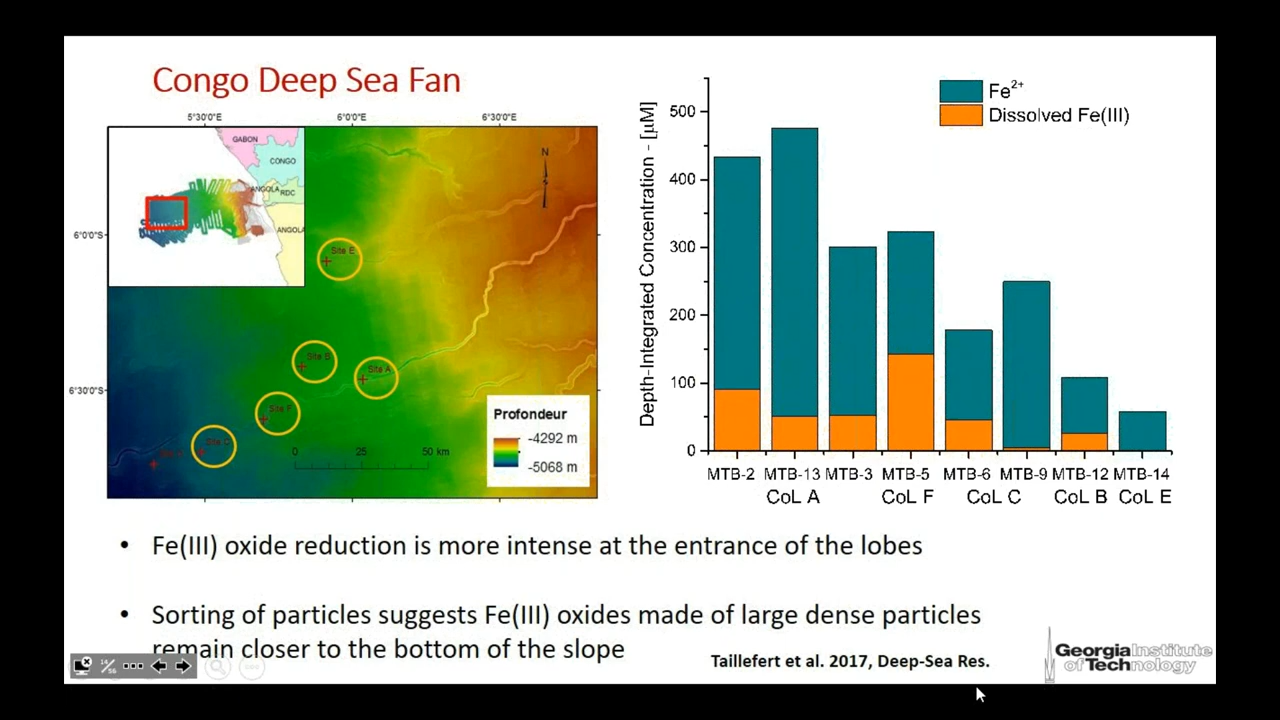 Congo Deep Sea Fan
5°30'0"E
6°0'0"E
6°30'0"E
GABON
CONGO
ANGOLA
RDC
ANGOLA
N
6°0'0"S
6°30'0"S
Site E
Site B
Site A
Site F
Site C
0 25 50 km
Profondeur
-4292 m
-5068 m
Fe2+
Dissolved Fe(III)
Depth-Integrated Concentration - [µM]
500
400
300
200
100
0
MTB-2 MTB-13 MTB-3 MTB-5 MTB-6 MTB-9 MTB-12 MTB-14
CoL A CoL F CoL C CoL B CoL E
• Fe(III) oxide reduction is more intense at the entrance of the lobes
• Sorting of particles suggests Fe(III) oxides made of large dense particles
remain closer to the bottom of the slope
Taillefert et al. 2017, Deep-Sea Res.
Georgia Institute
of Technology